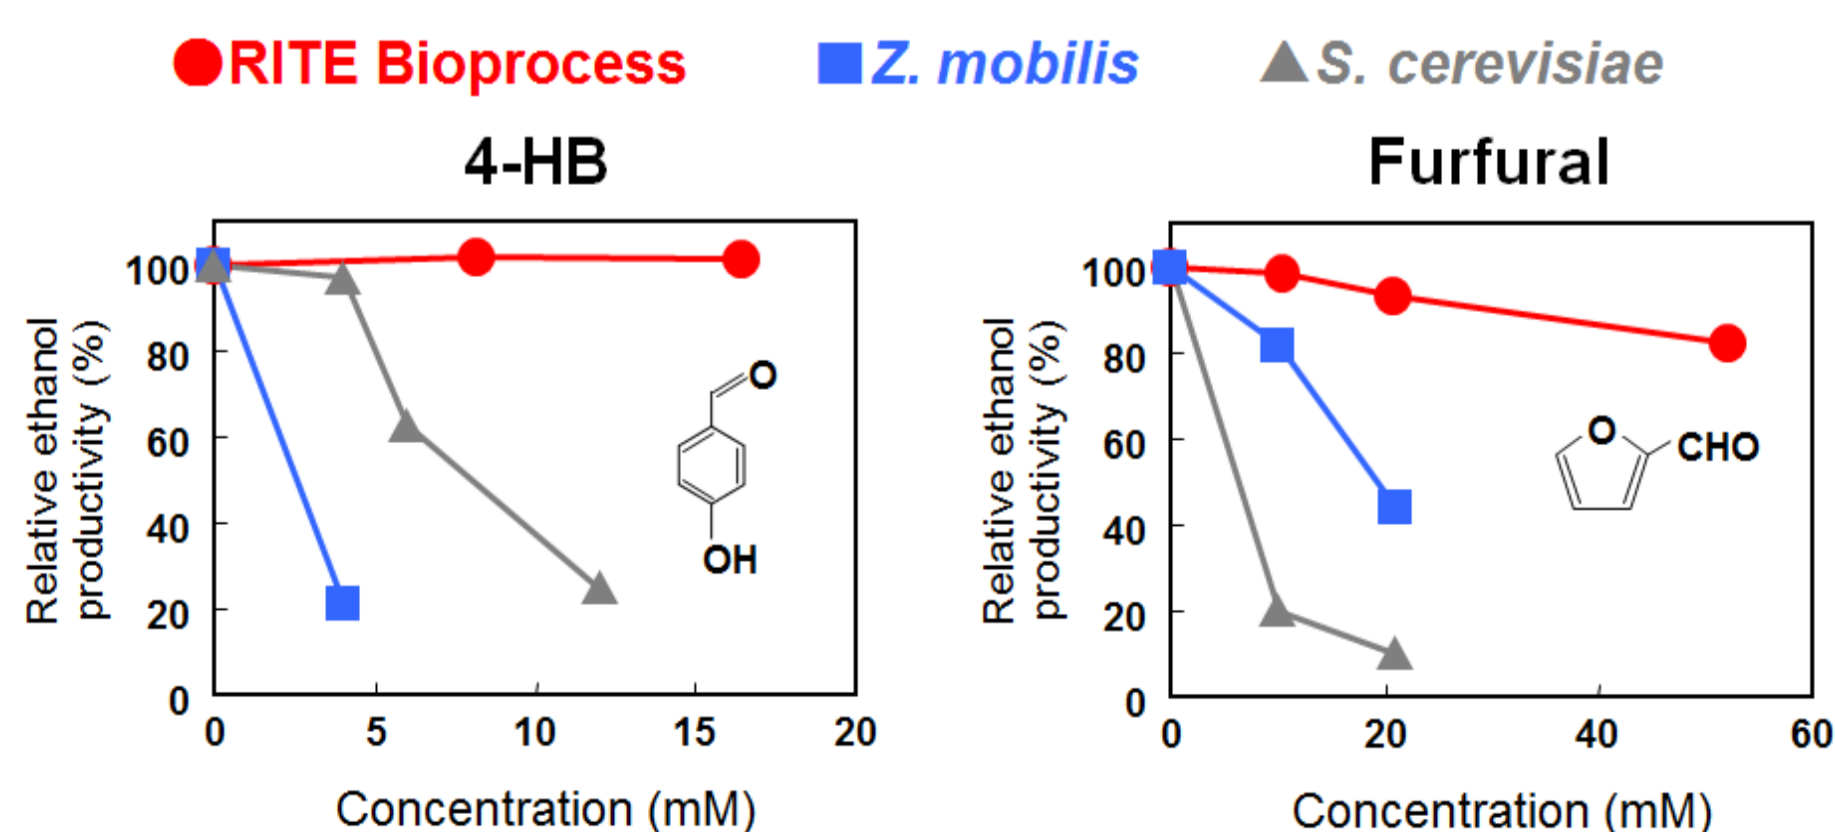 RITE Bioprocess
Z. mobilis
S. cerevisiae
4-HB
Relative ethanol
productivity (%)
100
80
60
40
20
0
0 5 10 15 20
Concentration (mM)
O
OH
Furfural
Relative ethanol
productivity (%)
100
80
60
40
20
0
0 20 40 60
Concentration (mM)
O
CHO